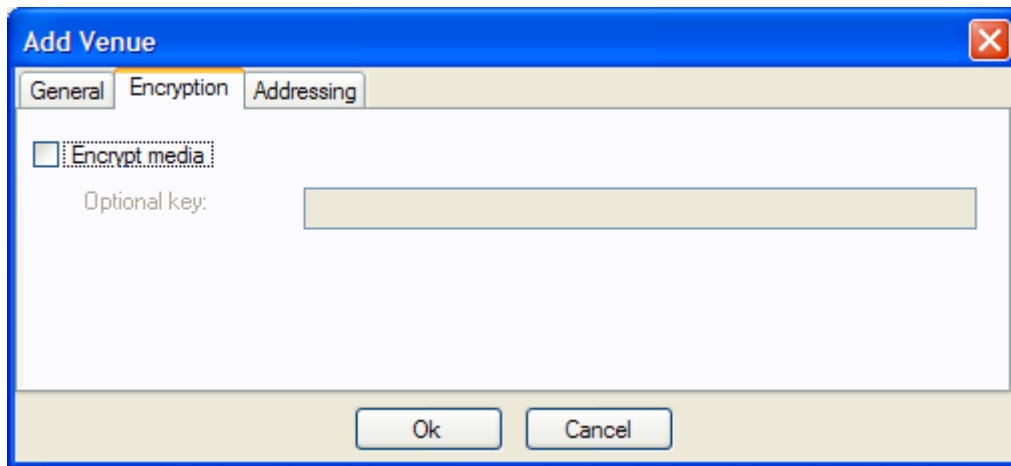 Add Venue
General Encryption Addressing
Encrypt media
Optional key:
Ok Cancel